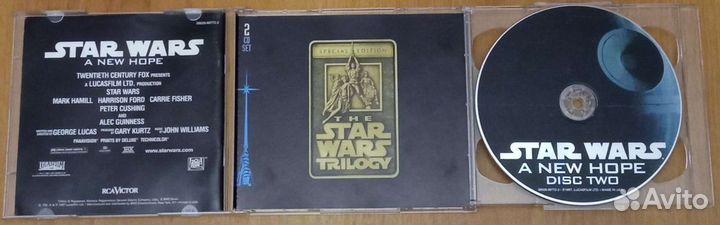 STAR WARS
A NEW HOPE
TWENTIETH CENTURY FOX PRESENTS
A LUCASFILM LTD. PRODUCTION
STAR WARS
MARK HAMILL HARRISON FORD CARRIE FISHER
PETER CUSHING
AND
ALEC GUINNESS
GEORGE LUCAS GARY KURTZ JOHN WILLIAMS
PANAVISION PRINTS BY DELUXE TECHNICOLOR
THX
www.starwars.com
RCA VICTOR
2
CD SET
SPECIAL EDITION
THE
STAR
WARS
TRILOGY
STAR WARS
A NEW HOPE
DISC TWO
Avito